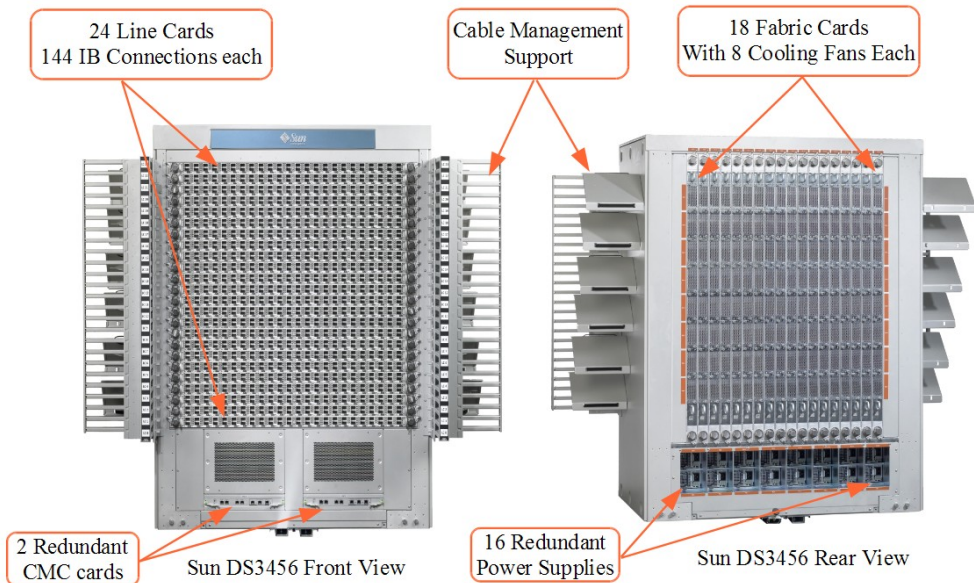 24 Line Cards
144 IB Connections each
Cable Management
Support
18 Fabric Cards
With 8 Cooling Fans Each
Sun
2 Redundant
CMC cards
Sun DS3456 Front View
16 Redundant
Power Supplies
Sun DS3456 Rear View